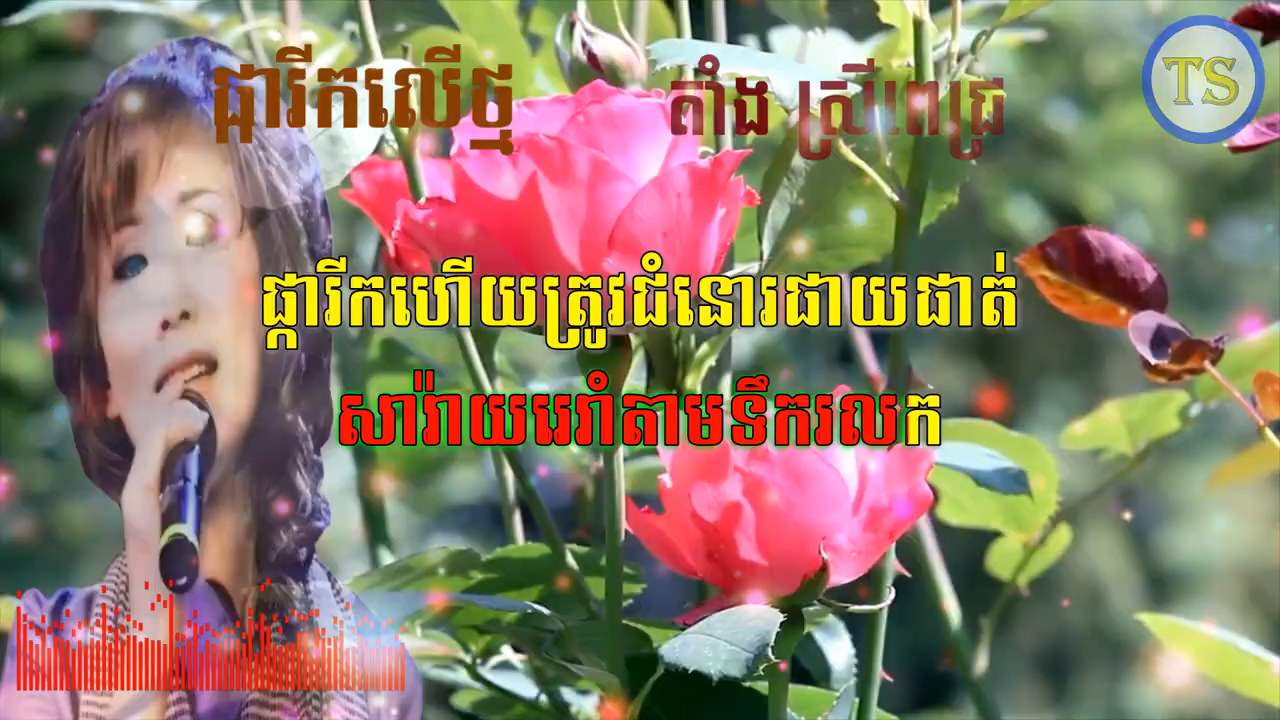 ផ្ការីកលើថ្ម
តាំង ស្រីពេជ្រ
TS
ផ្ការីកហើយត្រូវជំនោរផាយផាត់
សារ៉ាយរេរាំតាមទឹករលក